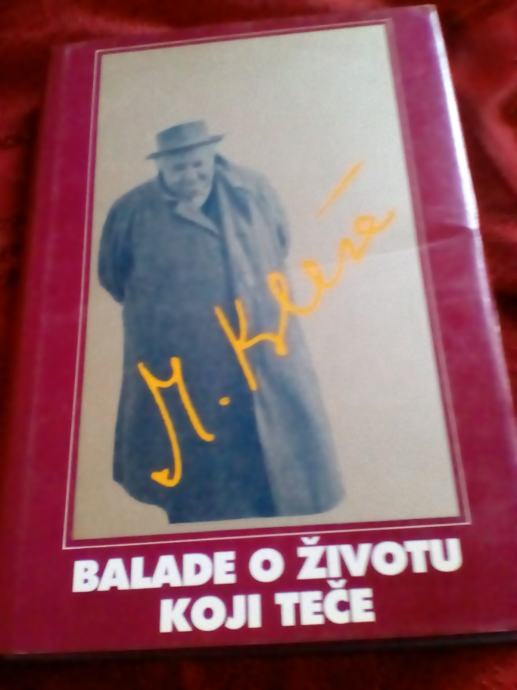 M. Krleža
BALADE O ŽIVOTU
KOJI TEČE